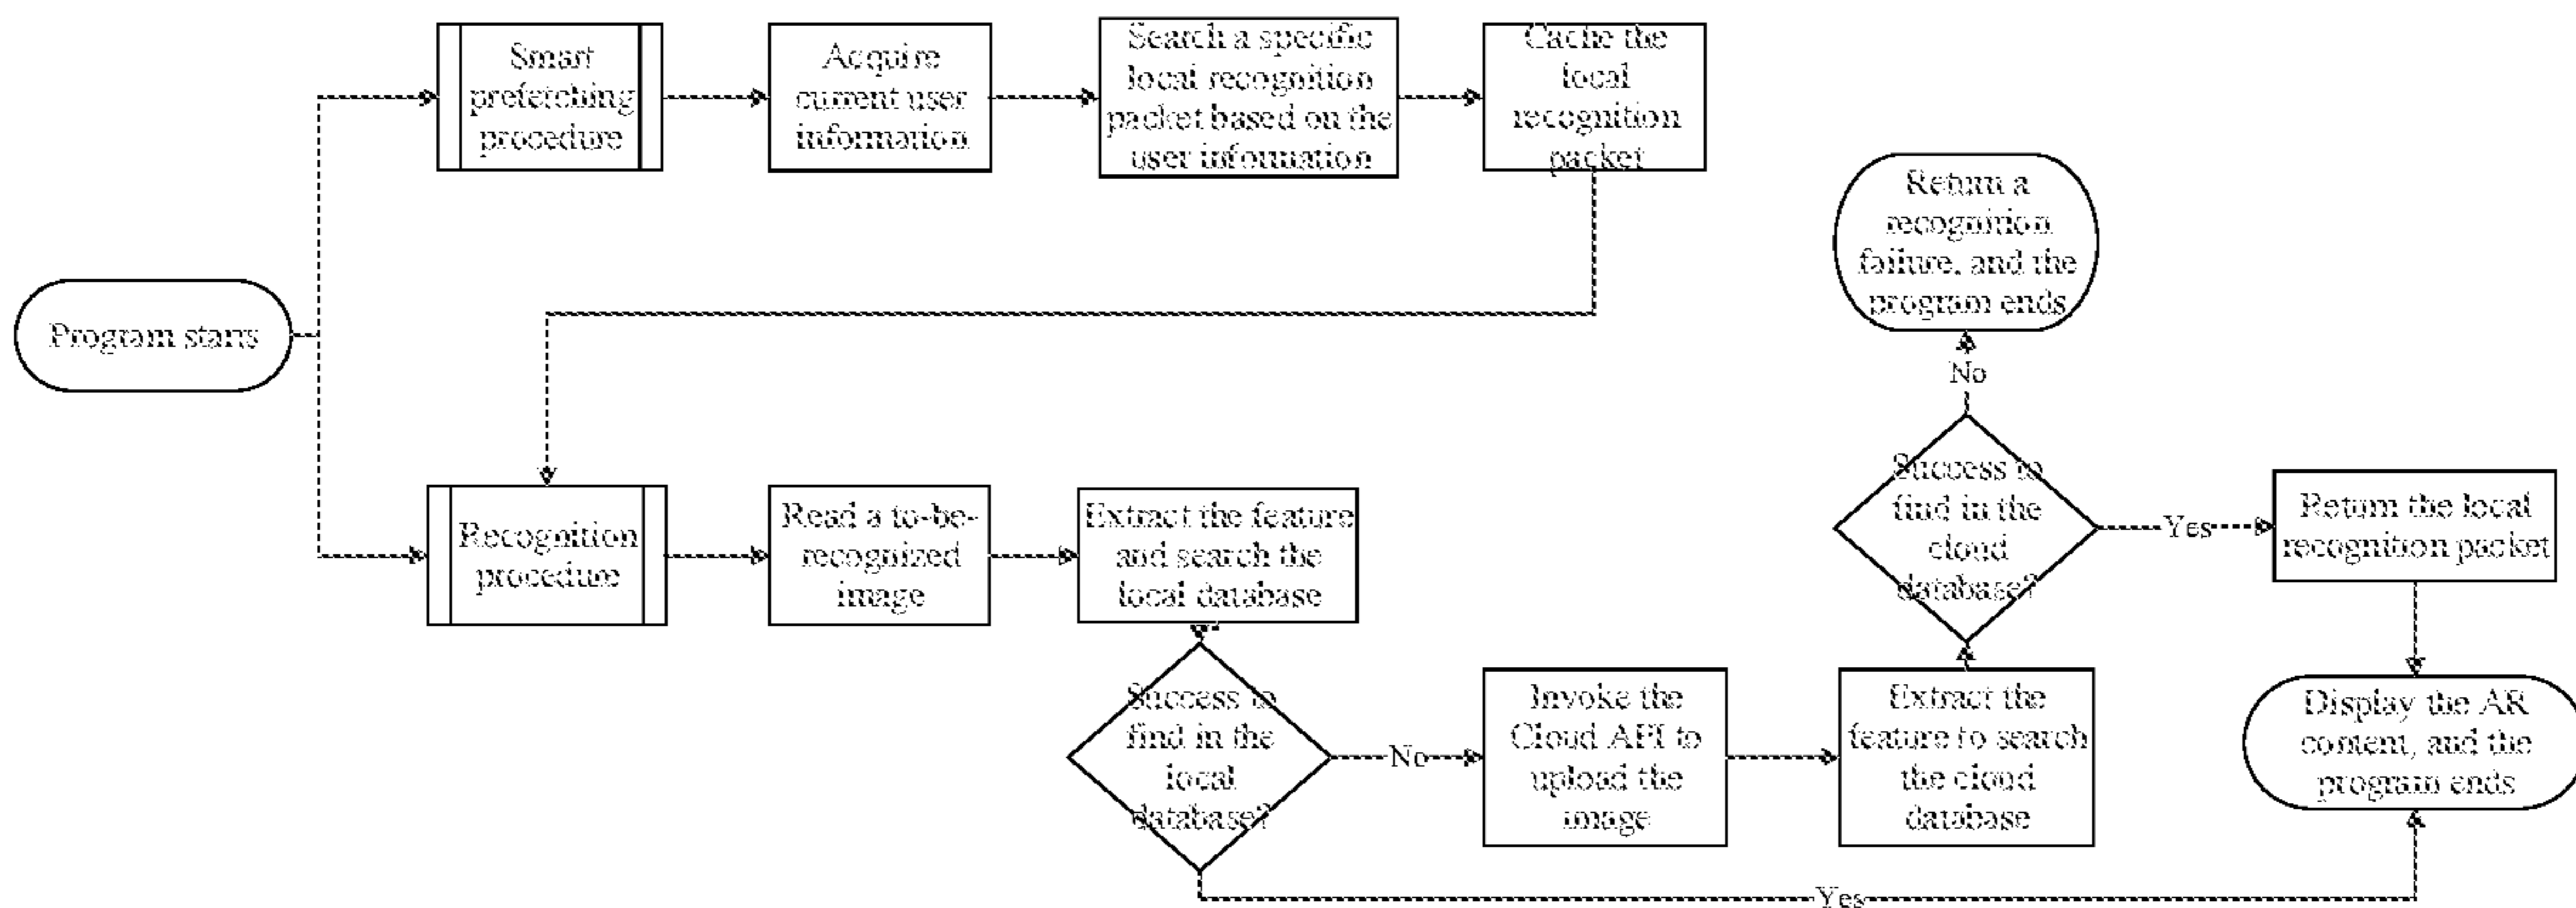 Smart
prefetching
procedure
Acquire
current user
information
Search a specific
local recognition
packet based on the
user information
Cache the
local
recognition
packet
Return a
recognition
failure, and the
program ends
Program starts
No
Recognition
procedure
Read a to-be-
recognized
image
Extract the feature
and search the
local database
Success to
find in the
cloud
database?
Yes
Return the local
recognition packet
Success to
find in the
local
database?
No
Invoke the
Cloud API to
upload the
image
Extract the
feature to search
the cloud
database
Display the AR
content, and the
program ends
Yes